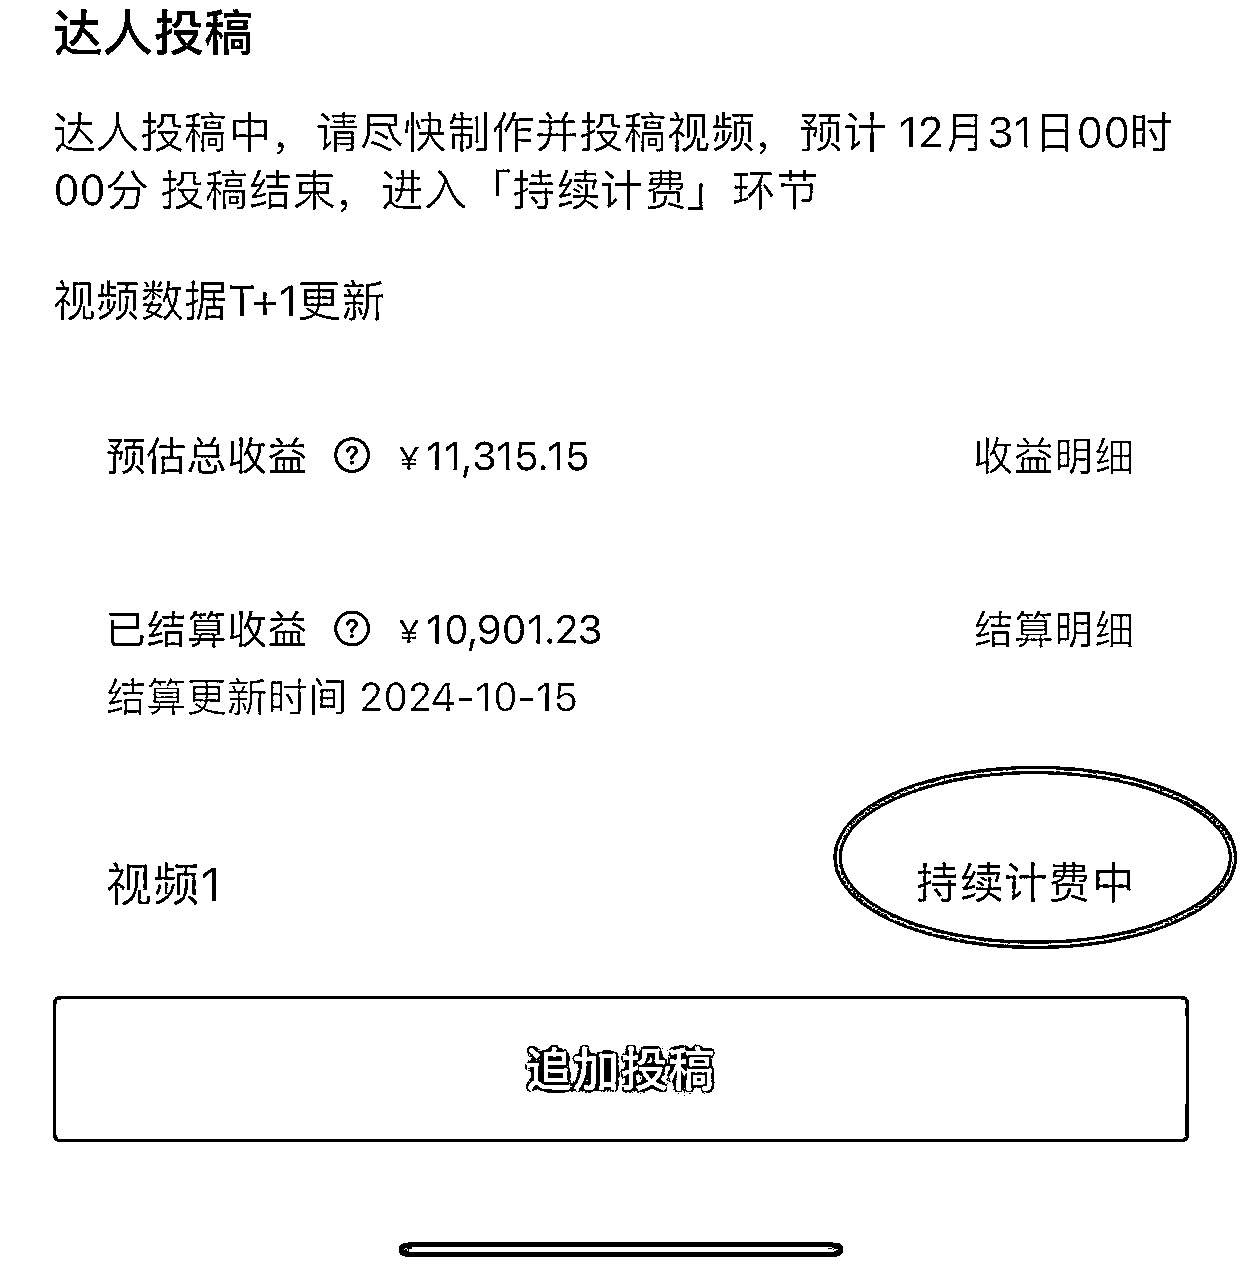 达人投稿
达人投稿中，请尽快制作并投稿视频，预计 12月31日00时
00分 投稿结束，进入「持续计费」环节
视频数据T+1更新
预估总收益 ? ¥11,315.15 收益明细
已结算收益 ? ¥10,901.23 结算明细
结算更新时间 2024-10-15
视频1 持续计费中
追加投稿